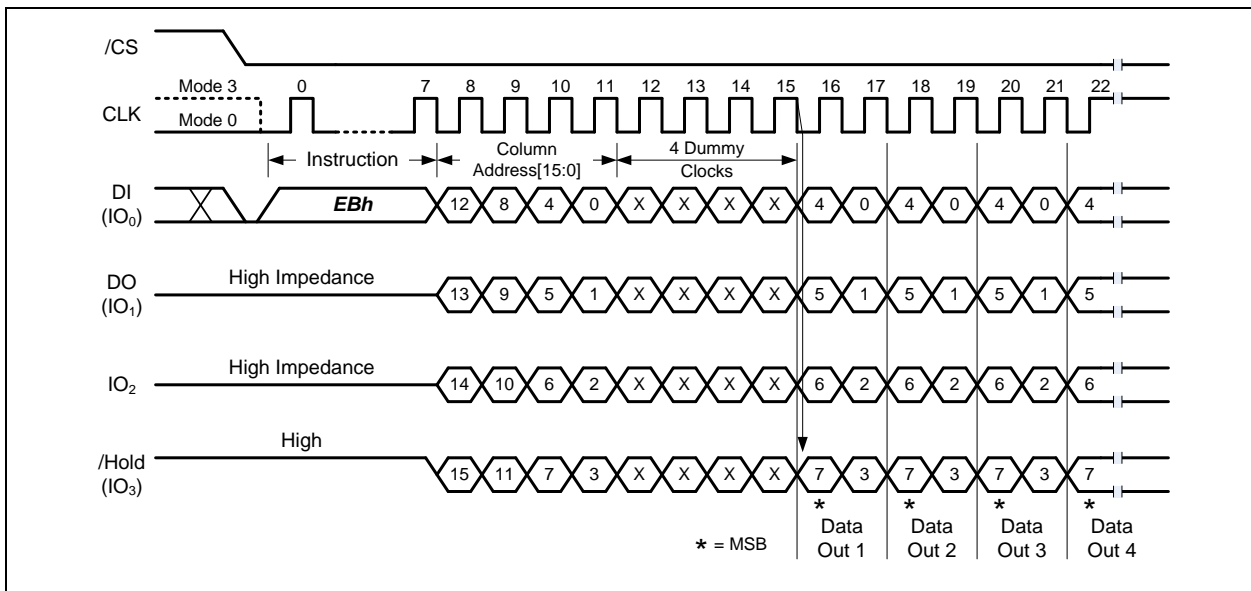 /CS
Mode 3
0 7 8 9 10 11 12 13 14 15 16 17 18 19 20 21 22
CLK
Mode 0
Instruction
Column
Address[15:0]
4 Dummy
Clocks
DI
(IO0)
EBh 12 8 4 0 X X X X 4 0 4 0 4 0 4
DO
(IO1)
High Impedance
13 9 5 1 X X X X 5 1 5 1 5 1 5
IO2
High Impedance
14 10 6 2 X X X X 6 2 6 2 6 2 6
/Hold
(IO3)
High
15 11 7 3 X X X X 7 3 7 3 7 3 7
* * * *
* = MSB
Data
Out 1
Data
Out 2
Data
Out 3
Data
Out 4